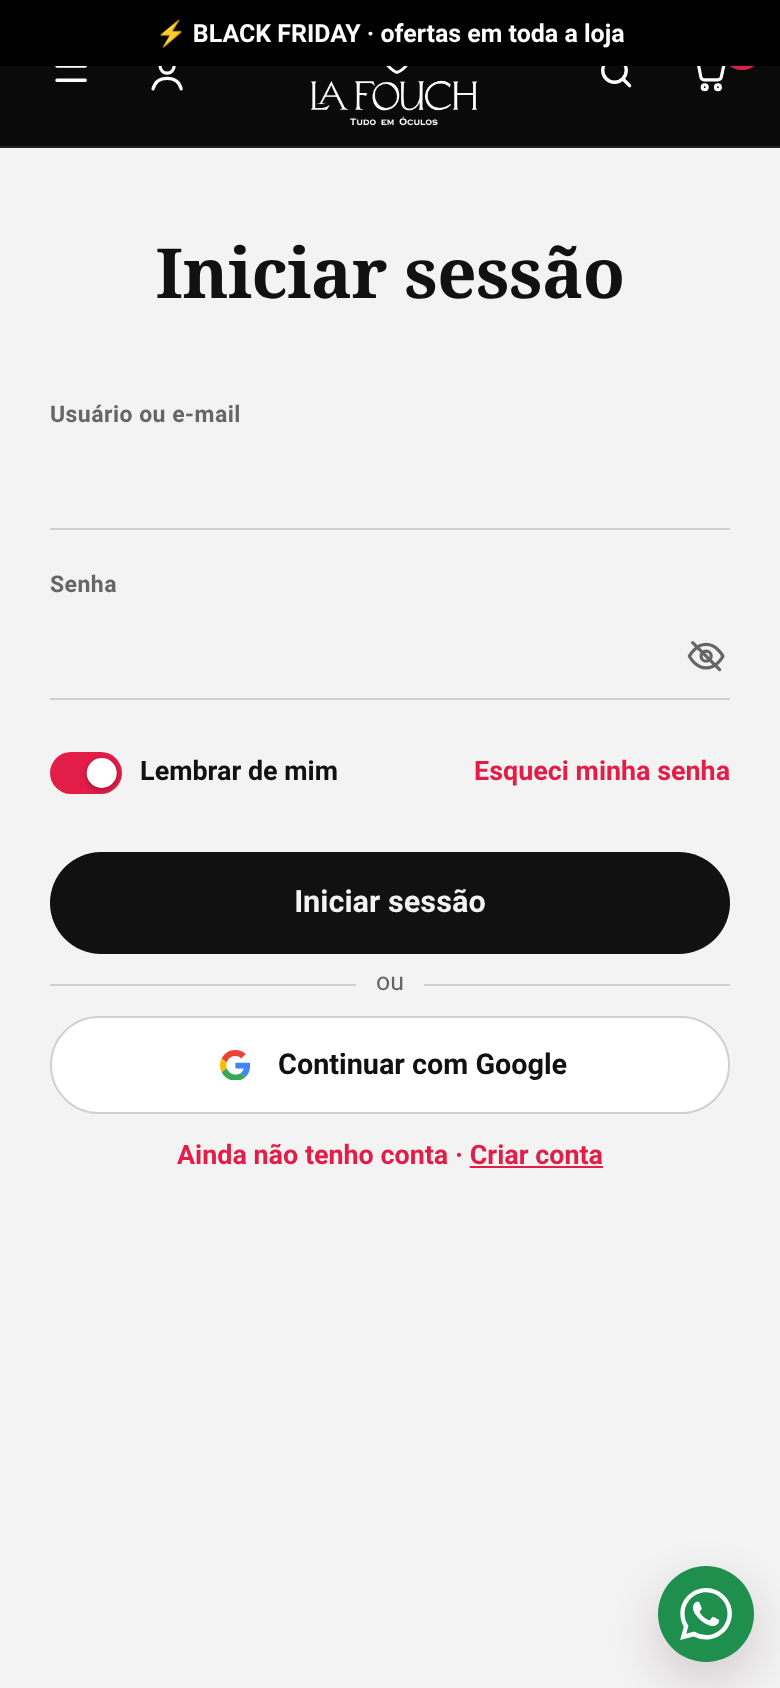 ⚡ BLACK FRIDAY · ofertas em toda a loja
LA FOUCH
TUDO EM ÓCULOS
Iniciar sessão
Usuário ou e-mail
Senha
Lembrar de mim
Esqueci minha senha
Iniciar sessão
ou
Continuar com Google
Ainda não tenho conta · Criar conta